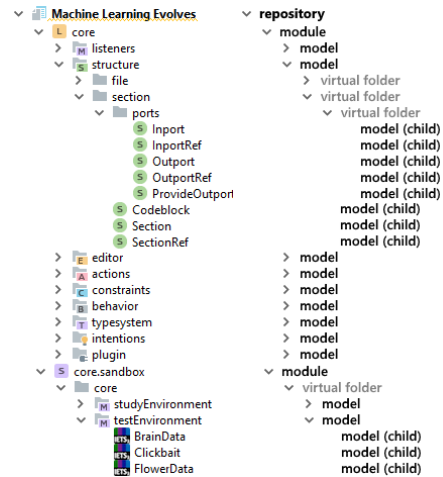 Machine Learning Evolves repository
L core module
M listeners model
S structure model
file virtual folder
section virtual folder
ports virtual folder
S Inport model (child)
S InportRef model (child)
S Outport model (child)
S OutportRef model (child)
S ProvideOutport model (child)
S Codeblock model (child)
S Section model (child)
S SectionRef model (child)
E editor model
A actions model
C constraints model
B behavior model
T typesystem model
intentions model
plugin model
S core.sandbox module
core virtual folder
M studyEnvironment model
M testEnvironment model
BrainData model (child)
Clickbait model (child)
FlowerData model (child)